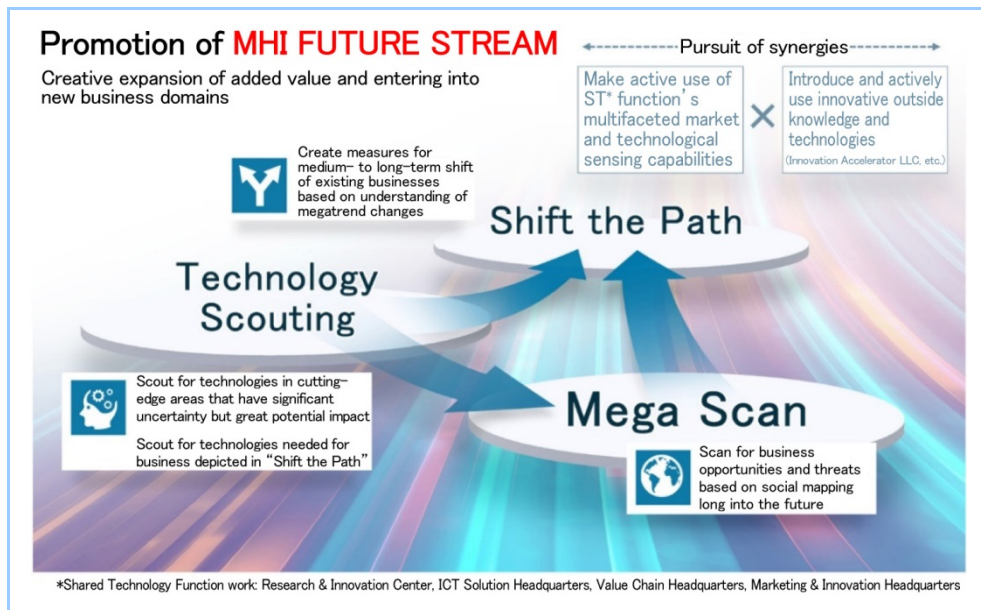 Promotion of MHI FUTURE STREAM
Creative expansion of added value and entering into
new business domains
Pursuit of synergies
Make active use of
ST* function's
multifaceted market
and technological
sensing capabilities
×
Introduce and actively
use innovative outside
knowledge and
technologies
(Innovation Accelerator LLC, etc.)
Create measures for
medium- to long-term shift
of existing businesses
based on understanding of
megatrend changes
Shift the Path
Technology
Scouting
Scout for technologies in cutting-
edge areas that have significant
uncertainty but great potential impact
Scout for technologies needed for
business depicted in “Shift the Path”
Mega Scan
Scan for business
opportunities and threats
based on social mapping
long into the future
*Shared Technology Function work: Research & Innovation Center, ICT Solution Headquarters, Value Chain Headquarters, Marketing & Innovation Headquarters